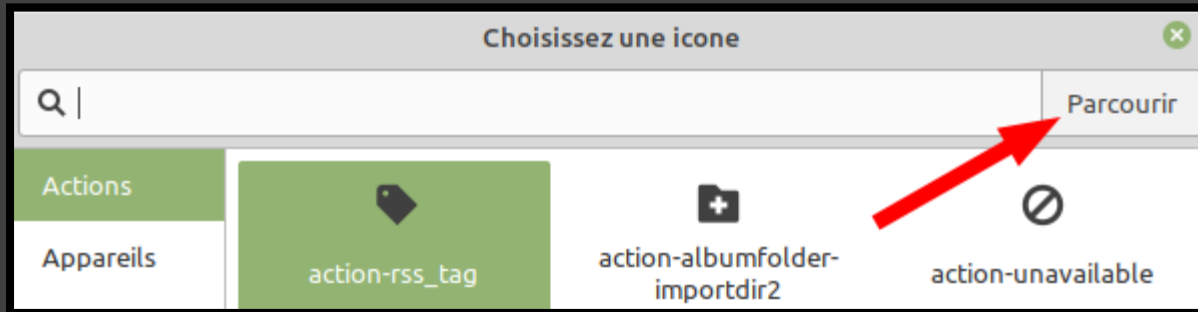 Choisissez une icone
Parcourir
Actions
Appareils
action-rss_tag
action-albumfolder-
importdir2
action-unavailable